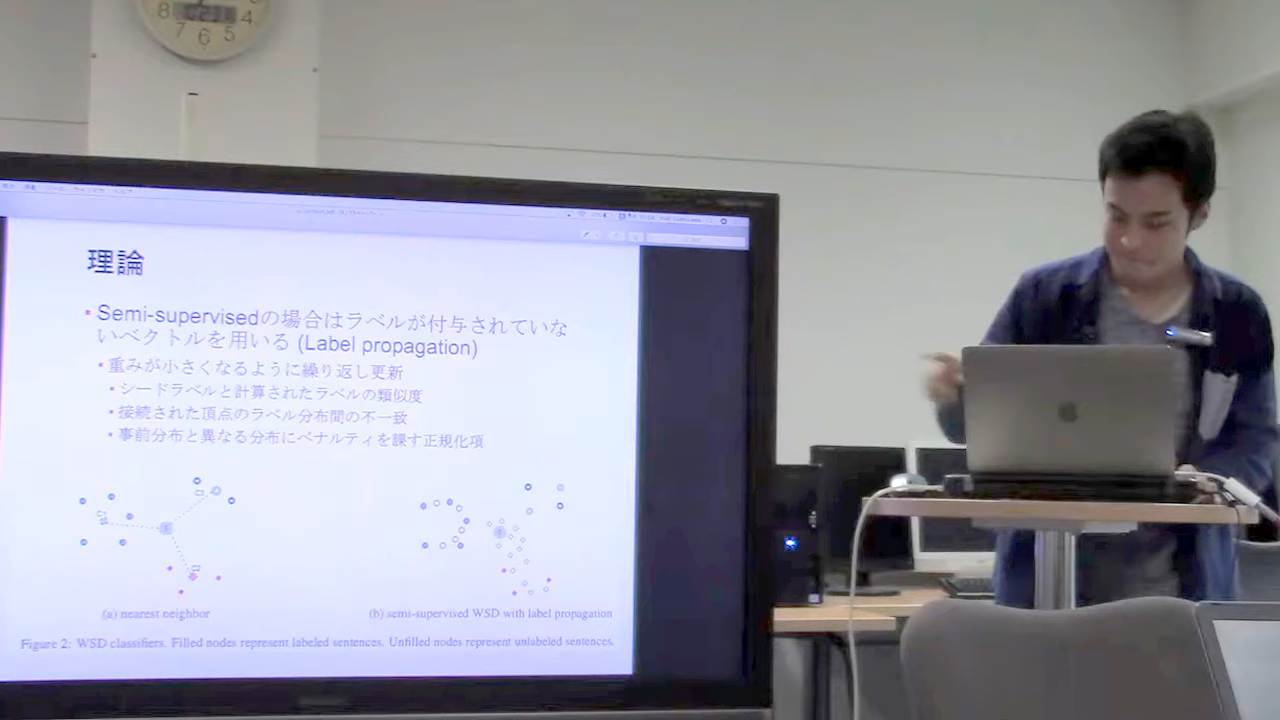 8
7
6
5
4
理論
Semi-supervisedの場合はラベルが付与されていな
いベクトルを用いる (Label propagation)
重みが小さくなるように繰り返し更新
シードラベルと計算されたラベルの類似度
接続された頂点のラベル分布間の不一致
事前分布と異なる分布にペナルティを課す正規化項
(a) nearest neighbor
(b) semi-supervised WSD with label propagation
Figure 2: WSD classifiers. Filled nodes represent labeled sentences. Unfilled nodes represent unlabeled sentences.